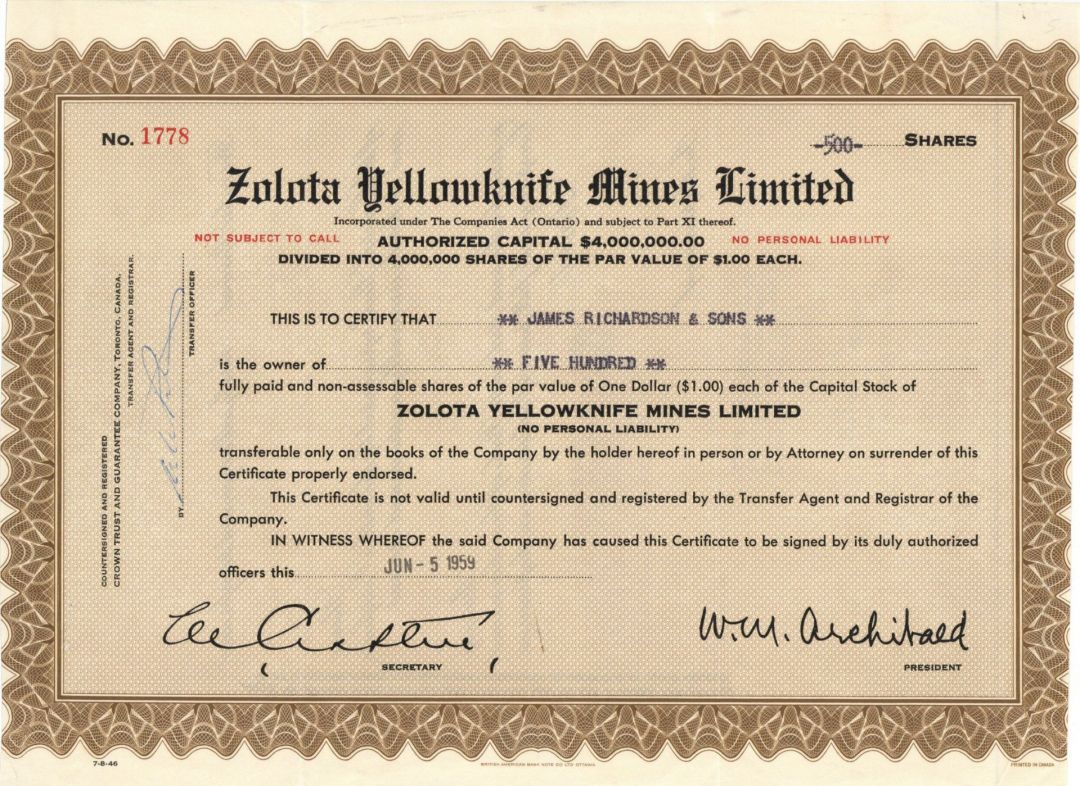 No. 1778
-500- SHARES
Zolota Yellowknife Mines Limited
Incorporated under The Companies Act (Ontario) and subject to Part XI thereof.
NOT SUBJECT TO CALL AUTHORIZED CAPITAL $4,000,000.00 NO PERSONAL LIABILITY
DIVIDED INTO 4,000,000 SHARES OF THE PAR VALUE OF $1.00 EACH.
COUNTERSIGNED AND REGISTERED
CROWN TRUST AND GUARANTEE COMPANY, TORONTO, CANADA,
TRANSFER AGENT AND REGISTRAR.
BY
TRANSFER OFFICER
THIS IS TO CERTIFY THAT ** JAMES RICHARDSON & SONS **
is the owner of ** FIVE HUNDRED **
fully paid and non-assessable shares of the par value of One Dollar ($1.00) each of the Capital Stock of
ZOLOTA YELLOWKNIFE MINES LIMITED
(NO PERSONAL LIABILITY)
transferable only on the books of the Company by the holder hereof in person or by Attorney on surrender of this
Certificate properly endorsed.
This Certificate is not valid until countersigned and registered by the Transfer Agent and Registrar of the
Company.
IN WITNESS WHEREOF the said Company has caused this Certificate to be signed by its duly authorized
officers this JUN - 5 1959
W. M. Archibald
SECRETARY
PRESIDENT
7-8-46
BRITISH AMERICAN BANK NOTE CO LTD OTTAWA
PRINTED IN CANADA